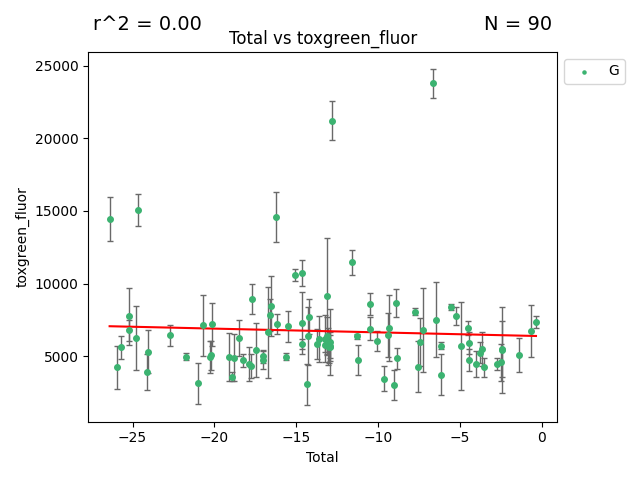 r^2 = 0.00 N = 90
Total vs toxgreen_fluor
G
25000
20000
15000
10000
5000
toxgreen_fluor
−25 −20 −15 −10 −5 0
Total